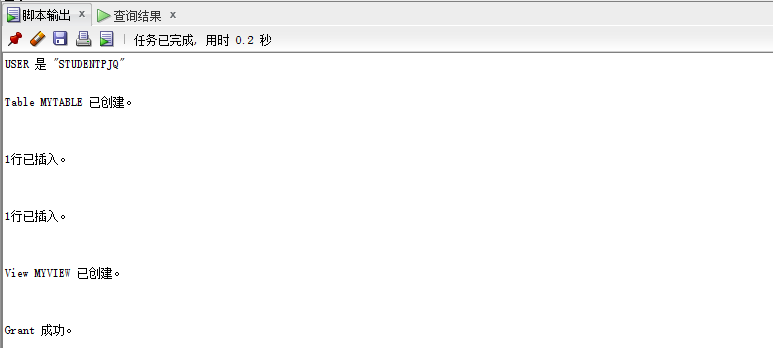 脚本输出 x 查询结果 x
任务已完成, 用时 0.2 秒
USER 是 "STUDENTPJQ"
Table MYTABLE 已创建。
1行已插入。
1行已插入。
View MYVIEW 已创建。
Grant 成功。